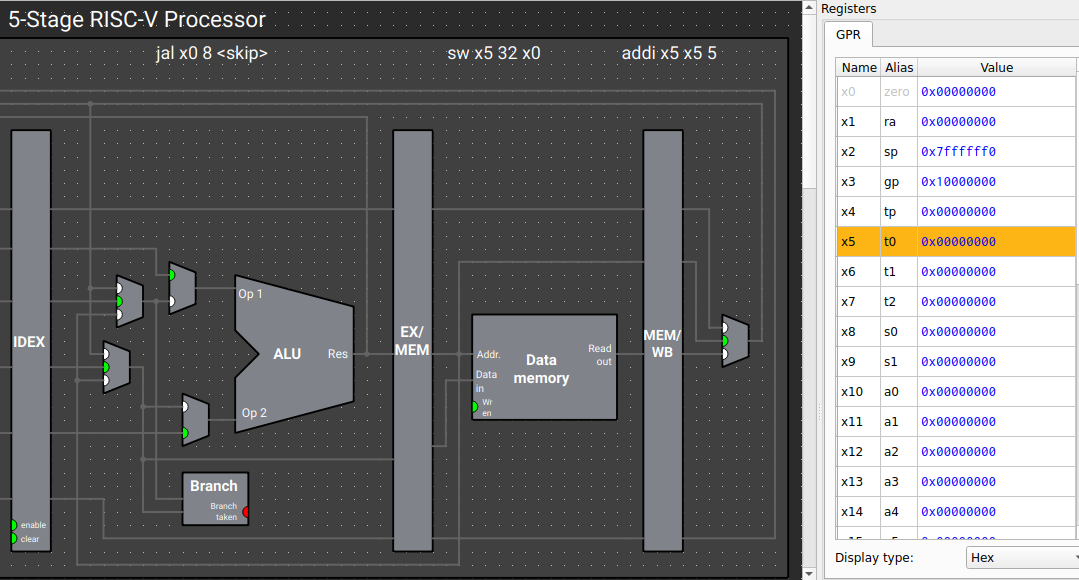 5-Stage RISC-V Processor
jal x0 8 <skip>
sw x5 32 x0
addi x5 x5 5
IDEX
enable
clear
Op 1
ALU
Res
Op 2
Branch
Branch
taken
EX/
MEM
Addr.
Data
in
Wr
en
Data
memory
Read
out
MEM/
WB
Registers
GPR
Name Alias Value
x0 zero 0x00000000
x1 ra 0x00000000
x2 sp 0x7ffffff0
x3 gp 0x10000000
x4 tp 0x00000000
x5 t0 0x00000000
x6 t1 0x00000000
x7 t2 0x00000000
x8 s0 0x00000000
x9 s1 0x00000000
x10 a0 0x00000000
x11 a1 0x00000000
x12 a2 0x00000000
x13 a3 0x00000000
x14 a4 0x00000000
Display type: Hex